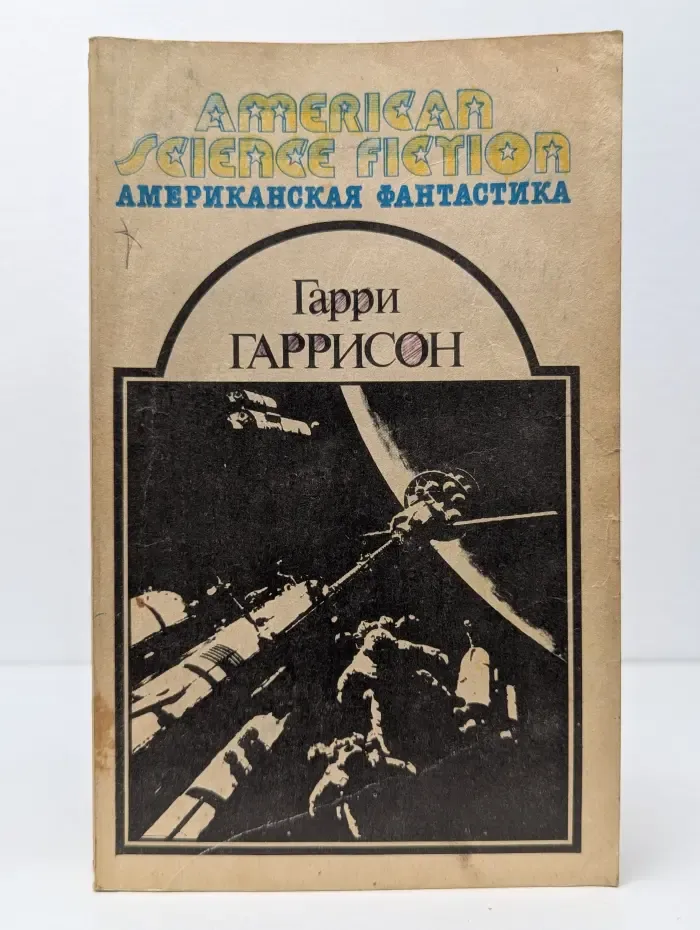 AMERICAN
SCIENCE FICTION
АМЕРИКАНСКАЯ ФАНТАСТИКА
Гарри
ГАРРИСОН